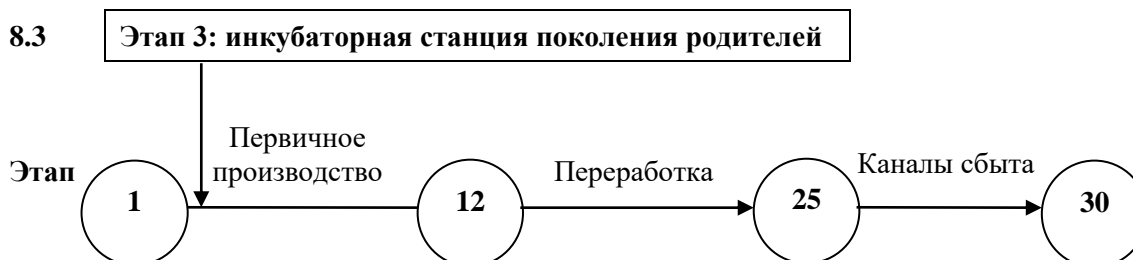 8.3 Этап 3: инкубаторная станция поколения родителей
Первичное
производство
Этап
1
12
Переработка
25
Каналы сбыта
30